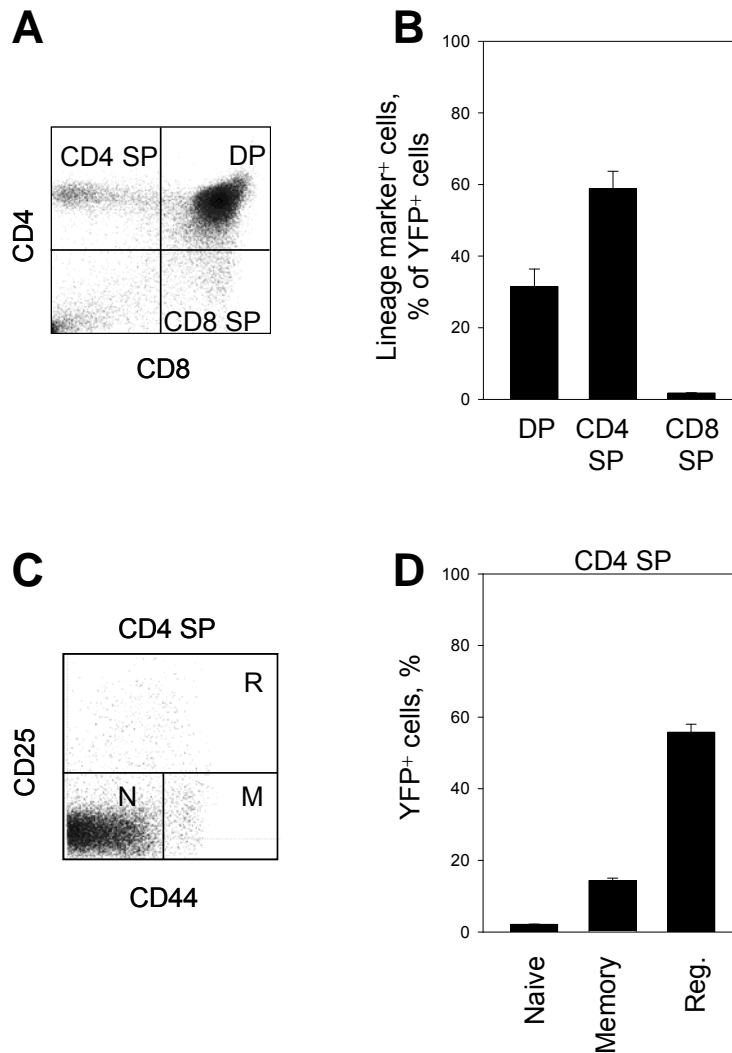 A
CD4 SP
DP
CD8 SP
CD4
CD8
B
Lineage marker⁺ cells,
% of YFP⁺ cells
100
80
60
40
20
0
DP
CD4
SP
CD8
SP
C
CD4 SP
R
N
M
CD25
CD44
D
CD4 SP
YFP⁺ cells, %
100
80
60
40
20
0
Naive
Memory
Reg.